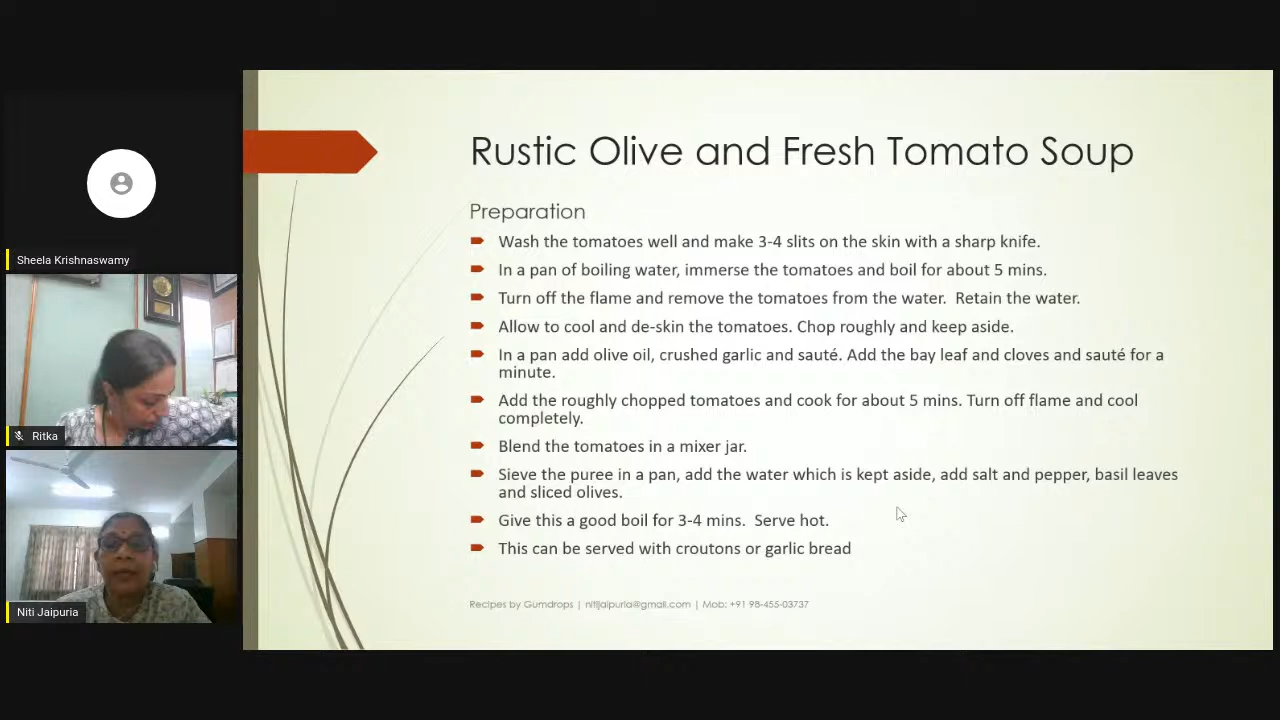 Rustic Olive and Fresh Tomato Soup
Preparation
Wash the tomatoes well and make 3-4 slits on the skin with a sharp knife.
In a pan of boiling water, immerse the tomatoes and boil for about 5 mins.
Turn off the flame and remove the tomatoes from the water.  Retain the water.
Allow to cool and de-skin the tomatoes. Chop roughly and keep aside.
In a pan add olive oil, crushed garlic and sauté. Add the bay leaf and cloves and sauté for a
minute.
Add the roughly chopped tomatoes and cook for about 5 mins. Turn off flame and cool
completely.
Blend the tomatoes in a mixer jar.
Sieve the puree in a pan, add the water which is kept aside, add salt and pepper, basil leaves
and sliced olives.
Give this a good boil for 3-4 mins.  Serve hot.
This can be served with croutons or garlic bread
Recipes by Gumdrops | nitijaipuria@gmail.com | Mob: +91 98-455-03737
Sheela Krishnaswamy
Ritka
Niti Jaipuria